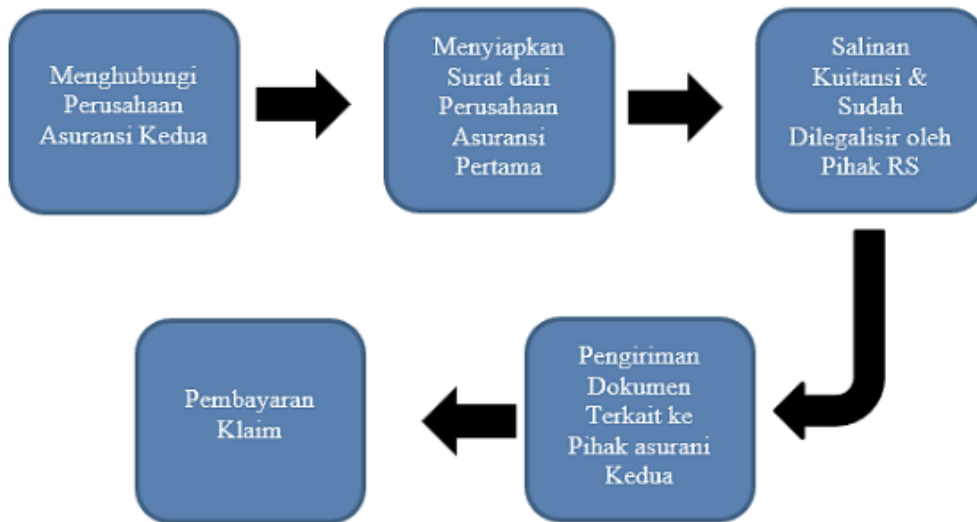 Menghubungi
Perusahaan
Asuransi Kedua
Menyiapkan
Surat dari
Perusahaan
Asuransi
Pertama
Salinan
Kuitansi &
Sudah
Dilegalisir oleh
Pihak RS
Pengiriman
Dokumen
Terkait ke
Pihak asurani
Kedua
Pembayaran
Klaim